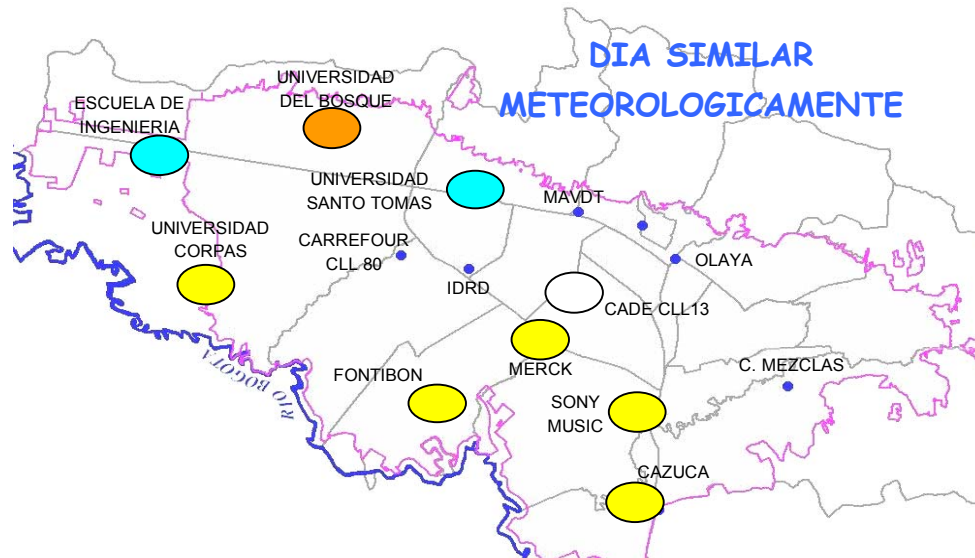 DIA SIMILAR
METEOROLOGICAMENTE
UNIVERSIDAD
DEL BOSQUE
ESCUELA DE
INGENIERIA
UNIVERSIDAD
SANTO TOMAS
MAVDT
UNIVERSIDAD
CORPAS
CARREFOUR
CLL 80
OLAYA
IDRD
CADE CLL13
RIO BOGOTA
FONTIBON
MERCK
C. MEZCLAS
SONY
MUSIC
CAZUCA